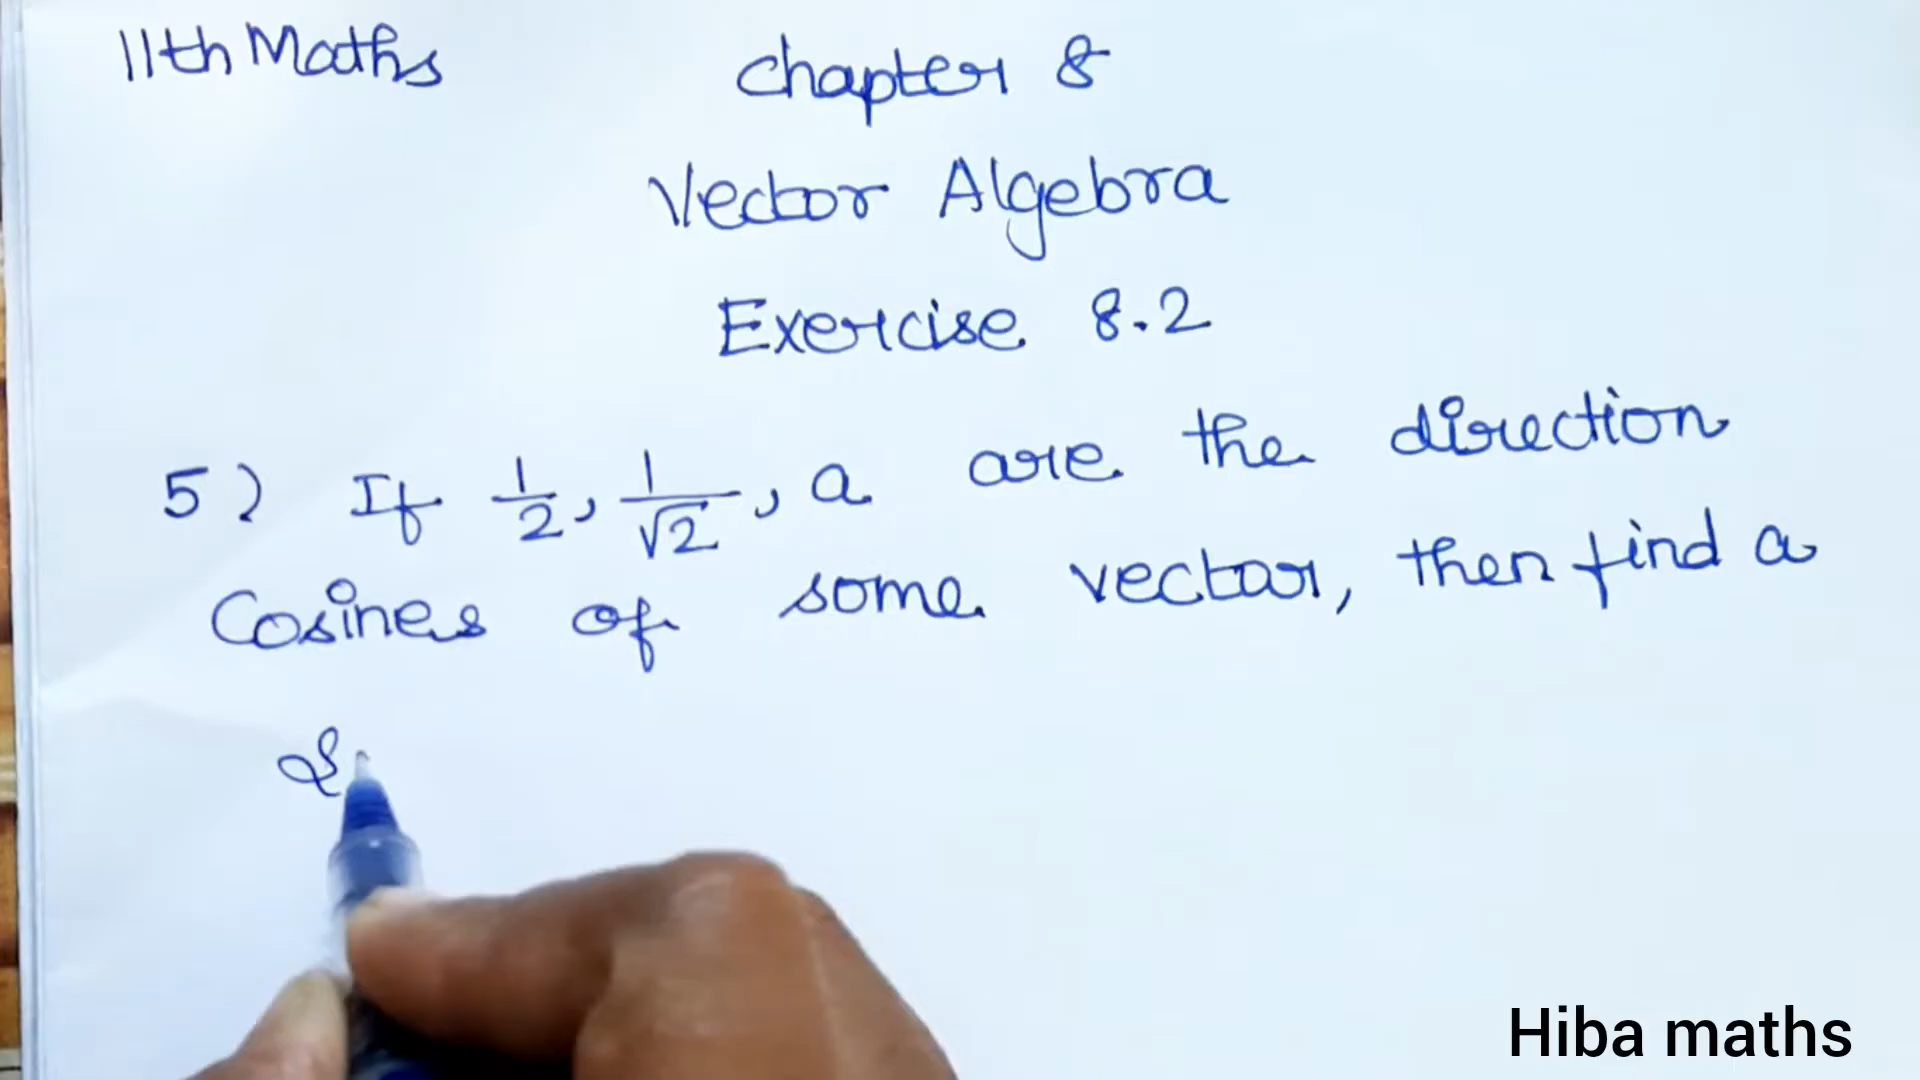 11th Maths
Chapter 8
Vector Algebra
Exercise 8.2
5) If 1/2, 1/√2, a are the direction
Cosines of some vector, then find a
S
Hiba maths